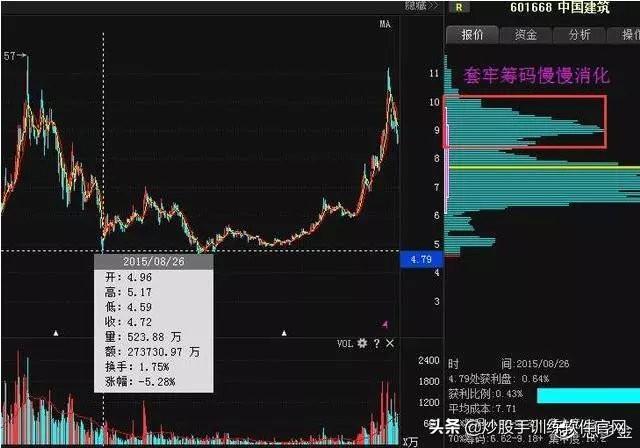 隐藏>>
R 601668 中国建筑
MA
报价 资金 分析 操作
57→
套牢筹码慢慢消化
11
10
9
8
7
6
5
4.79
4
3
2015/08/26
开: 4.96
高: 5.17
低: 4.59
收: 4.72
量: 523.88 万
额: 273730.97 万
换手: 1.75%
涨幅: -5.28%
VOL ? ×
2400
1800
1200
600
X万
时 间:2015/08/26
4.79处获利盘: 0.64%
获利比例: 0.43%
平均成本: 7.71
头条 @炒股手训练软件官网
70%筹码: 6.62-9.18